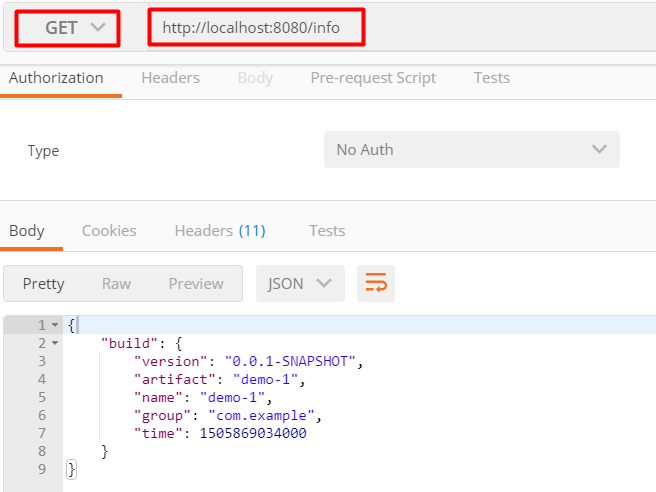 GET http://localhost:8080/info
Authorization Headers Body Pre-request Script Tests
Type No Auth
Body Cookies Headers (11) Tests
Pretty Raw Preview JSON
1 {
2 "build": {
3 "version": "0.0.1-SNAPSHOT",
4 "artifact": "demo-1",
5 "name": "demo-1",
6 "group": "com.example",
7 "time": 1505869034000
8 }
9 }